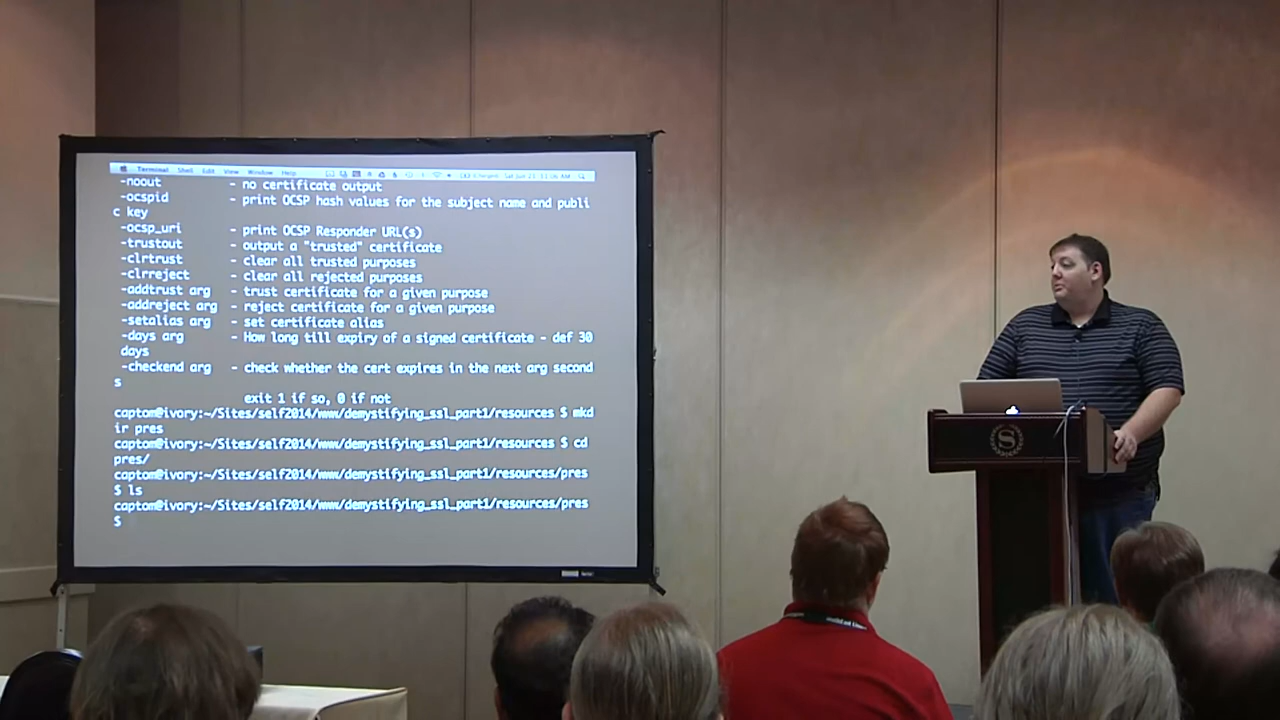 Terminal Shell Edit View Window Help
-noout - no certificate output
-ocspid - print OCSP hash values for the subject name and publi
c key
-ocsp_uri - print OCSP Responder URL(s)
-trustout - output a "trusted" certificate
-clrtrust - clear all trusted purposes
-clrreject - clear all rejected purposes
-addtrust arg - trust certificate for a given purpose
-addreject arg - reject certificate for a given purpose
-setalias arg - set certificate alias
-days arg - How long till expiry of a signed certificate - def 30
days
-checkend arg - check whether the cert expires in the next arg second
s
exit 1 if so, 0 if not
captom@ivory:~/Sites/self2014/www/demystifying_ssl_part1/resources $ mkd
ir pres
captom@ivory:~/Sites/self2014/www/demystifying_ssl_part1/resources $ cd
pres/
captom@ivory:~/Sites/self2014/www/demystifying_ssl_part1/resources/pres
$ ls
captom@ivory:~/Sites/self2014/www/demystifying_ssl_part1/resources/pres
$
S